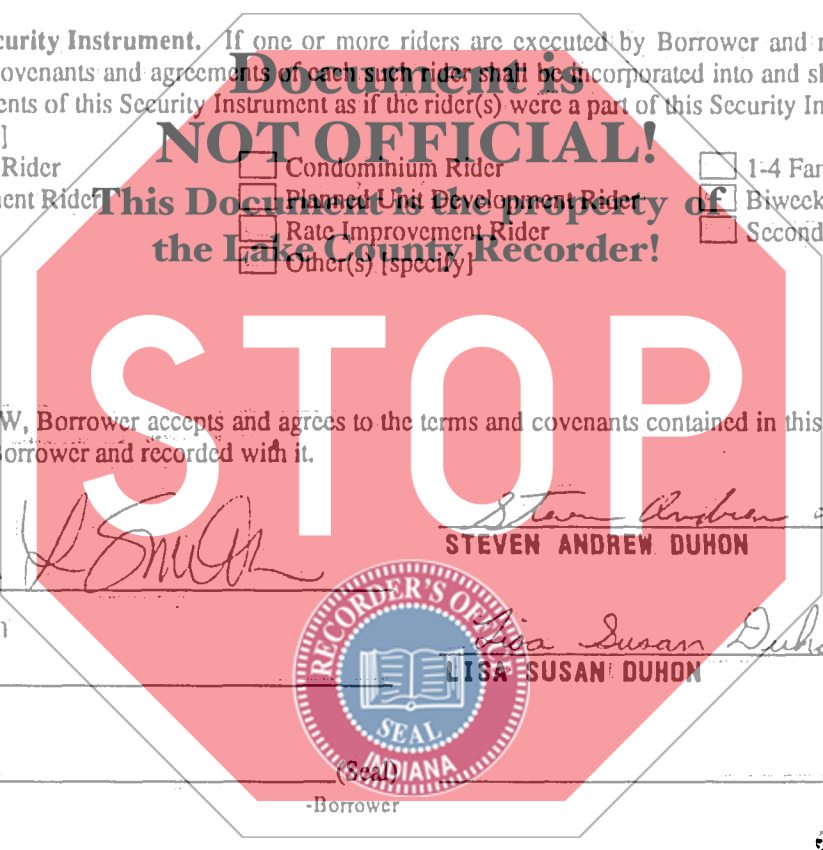 curity Instrument. If one or more riders are executed by Borrower and
ovenants and agreements of each such rider shall be incorporated into and
ents of this Security Instrument as if the rider(s) were a part of this Security
]
Document is
NOT OFFICIAL!
This Document is the property of
the Lake County Recorder!
Rider Condominium Rider 1-4
ent Rider Planned Unit Development Rider
Rate Improvement Rider Second
Other(s) [specify]
STOP
W, Borrower accepts and agrees to the terms and covenants contained in this
Borrower and recorded with it.
Steven Andrew
STEVEN ANDREW DUHON
Lisa Susan
LISA SUSAN DUHON
RECORDER'S OFFICE
SEAL
INDIANA
(Seal)
-Borrower